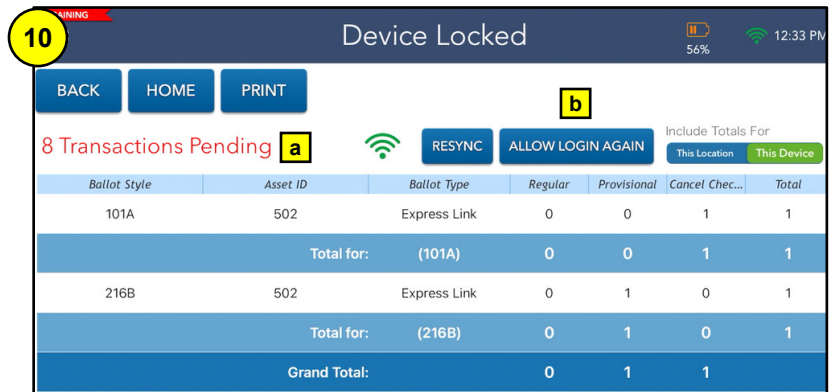 TRAINING
10
Device Locked
56%
12:33 PM
BACK HOME PRINT
b
8 Transactions Pending a RESYNC ALLOW LOGIN AGAIN Include Totals For
This Location This Device
Ballot Style Asset ID Ballot Type Regular Provisional Cancel Chec... Total
101A 502 Express Link 0 0 1 1
Total for: (101A) 0 0 1 1
216B 502 Express Link 0 1 0 1
Total for: (216B) 0 1 0 1
Grand Total: 0 1 1